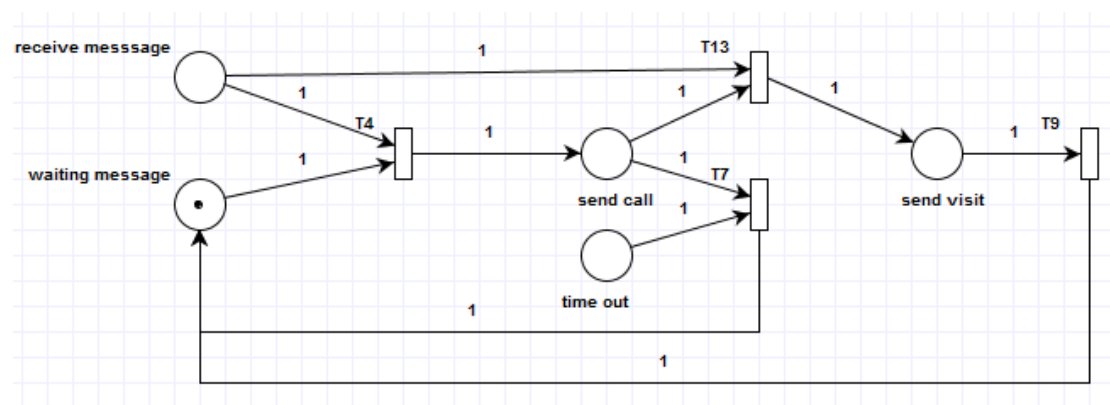 receive messsage
1
T13
1
1
1
T4
1
1
1
T9
waiting message
1
T7
send call
send visit
1
time out
1
1